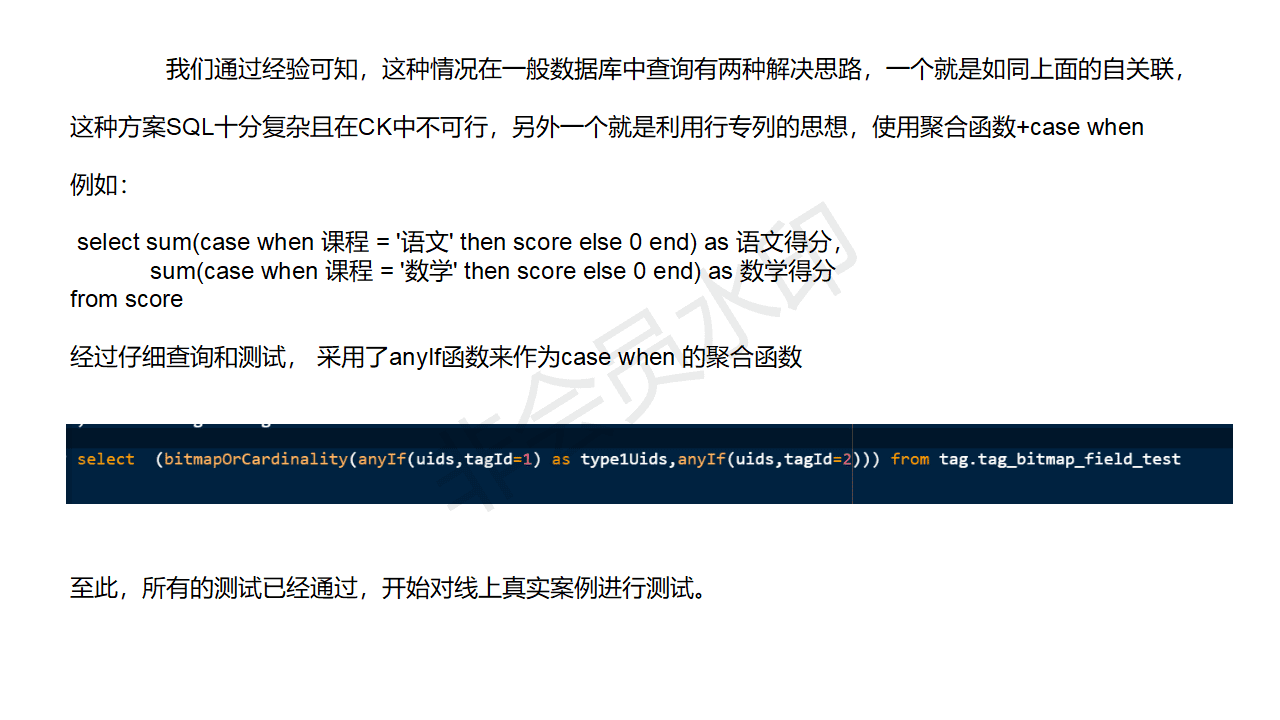 我们通过经验可知，这种情况在一般数据库中查询有两种解决思路，一个就是如同上面的自关联，
这种方案SQL十分复杂且在CK中不可行，另外一个就是利用行专列的思想，使用聚合函数+case when
例如：
select sum(case when 课程 = '语文' then score else 0 end) as 语文得分，
sum(case when 课程 = '数学' then score else 0 end) as 数学得分
from score
经过仔细查询和测试， 采用了anyIf函数来作为case when 的聚合函数
select (bitmapOrCardinality(anyIf(uids,tagId=1) as type1Uids,anyIf(uids,tagId=2))) from tag.tag_bitmap_field_test
至此，所有的测试已经通过，开始对线上真实案例进行测试。
非会员水印